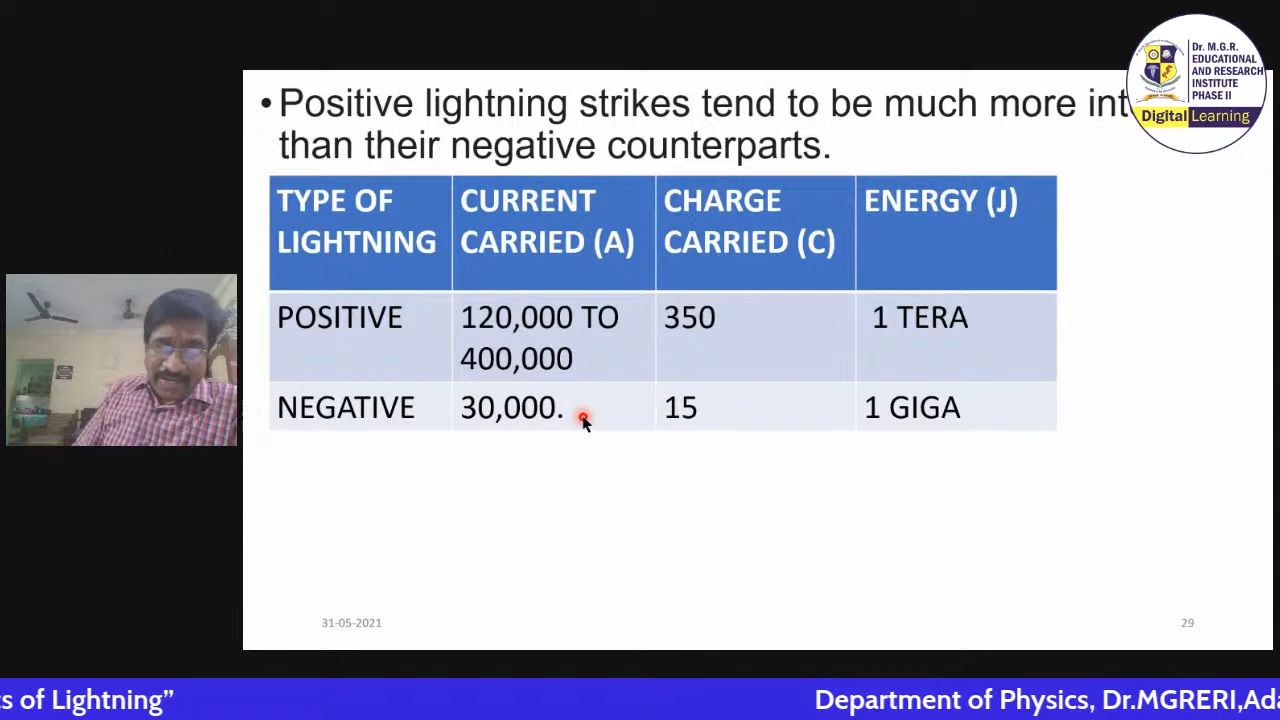 • Positive lightning strikes tend to be much more int
than their negative counterparts.
Dr. M.G.R.
EDUCATIONAL
AND RESEARCH
INSTITUTE
PHASE II
Digital Learning
TYPE OF LIGHTNING
CURRENT CARRIED (A)
CHARGE CARRIED (C)
ENERGY (J)
POSITIVE
120,000 TO 400,000
350
1 TERA
NEGATIVE
30,000.
15
1 GIGA
31-05-2021
29
cs of Lightning”
Department of Physics, Dr.MGRERI,Ada